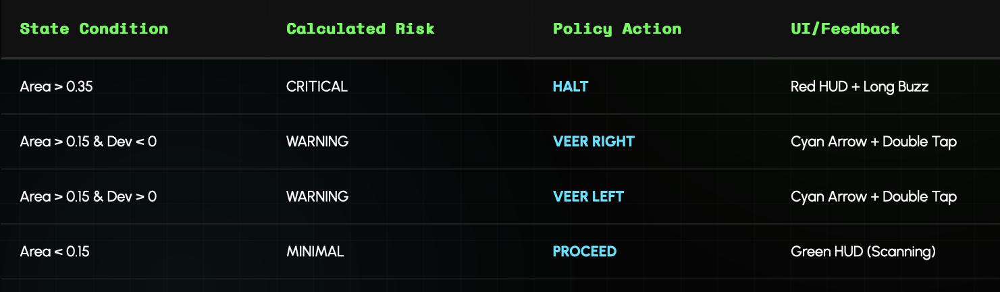 State Condition Calculated Risk Policy Action UI/Feedback
Area > 0.35 CRITICAL HALT Red HUD + Long Buzz
Area > 0.15 & Dev < 0 WARNING VEER RIGHT Cyan Arrow + Double Tap
Area > 0.15 & Dev > 0 WARNING VEER LEFT Cyan Arrow + Double Tap
Area < 0.15 MINIMAL PROCEED Green HUD (Scanning)